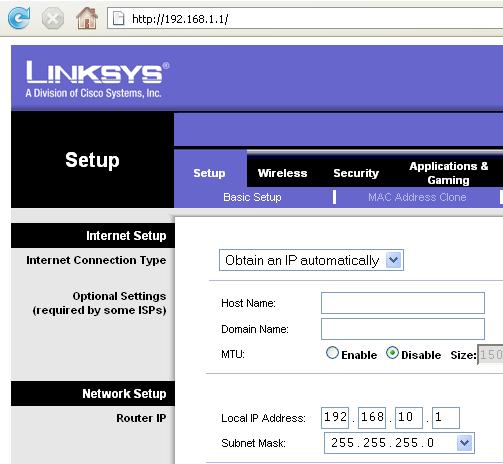 http://192.168.1.1/
LINKSYS®
A Division of Cisco Systems, Inc.
Setup
Setup Wireless Security Applications & Gaming
Basic Setup MAC Address Clone
Internet Setup
Internet Connection Type Obtain an IP automatically
Optional Settings
(required by some ISPs)
Host Name:
Domain Name:
MTU: Enable Disable Size: 150
Network Setup
Router IP Local IP Address: 192 . 168 . 10 . 1
Subnet Mask: 255.255.255.0